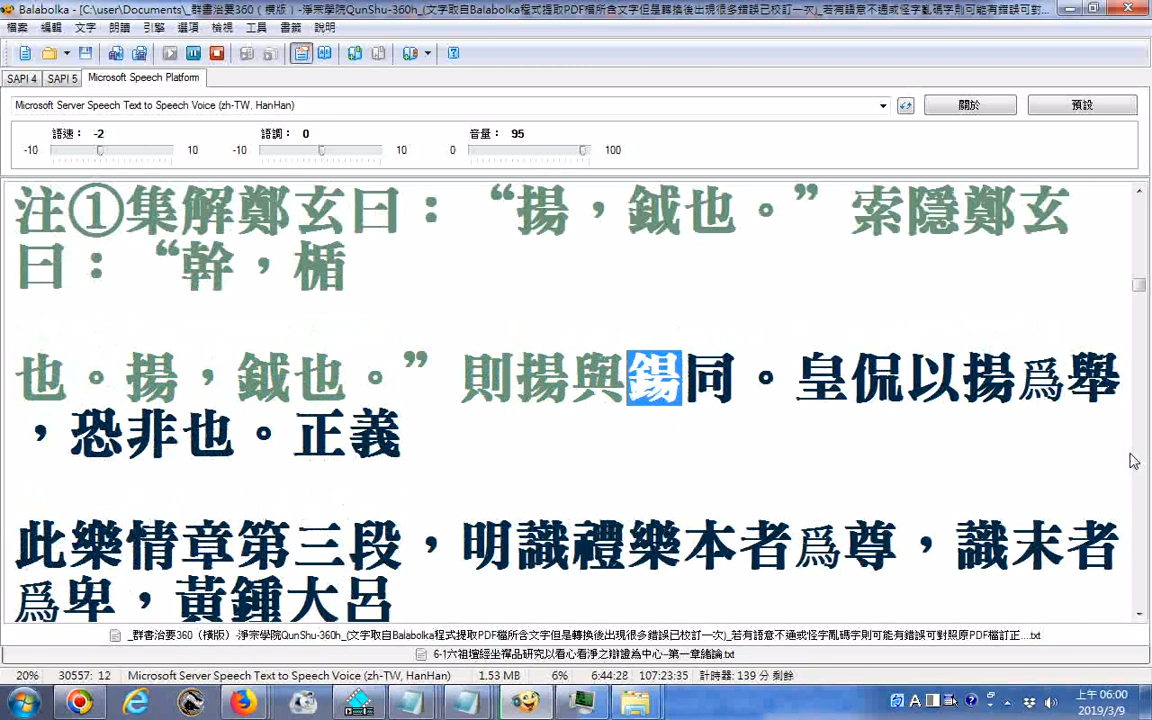 Balabolka - [C:\user\Documents\_群書治要360（橫版）-淨宗學院QunShu-360h_(文字取自Balabolka程式提取PDF檔所含文字但是轉換後出現很多錯誤已校訂一次)_若有語意不通或怪字亂碼字則可能有錯誤可對...
檔案 編輯 文字 朗讀 引擎 選項 檢視 工具 書籤 說明
SAPI 4 SAPI 5 Microsoft Speech Platform
Microsoft Server Speech Text to Speech Voice (zh-TW, HanHan) 關於 預設
語速： -2 語調： 0 音量： 95
-10 10 -10 10 0 100
注①集解鄭玄曰：“揚，鉞也。”索隱鄭玄
曰：“幹，楯
也。揚，鉞也。”則揚與鍚同。皇侃以揚爲舉
，恐非也。正義
此樂情章第三段，明識禮樂本者爲尊，識末者
爲卑，黃鍾大呂
_群書治要360（橫版）-淨宗學院QunShu-360h_(文字取自Balabolka程式提取PDF檔所含文字但是轉換後出現很多錯誤已校訂一次)_若有語意不通或怪字亂碼字則可能有錯誤可對照原PDF檔訂正....txt
6-1六祖壇經坐禪品研究以看心看淨之辯證為中心--第一章緒論.txt
20% 30557: 12 Microsoft Server Speech Text to Speech Voice (zh-TW, HanHan) 1.53 MB 6% 6:44:28 107:23:35 計時器：139 分 剩餘
A 上午 06:00
2019/3/9